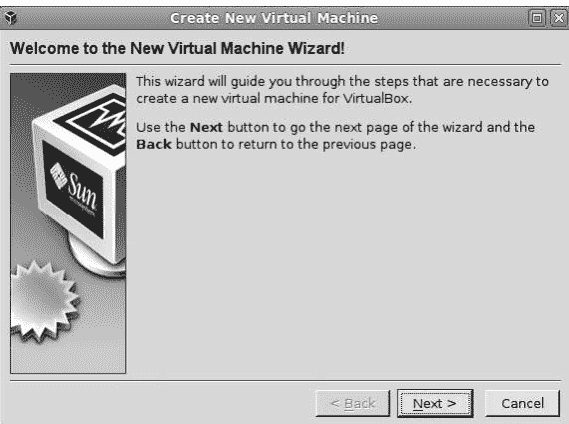 Create New Virtual Machine
Welcome to the New Virtual Machine Wizard!
This wizard will guide you through the steps that are necessary to
create a new virtual machine for VirtualBox.
Use the Next button to go the next page of the wizard and the
Back button to return to the previous page.
Sun
< Back
Next >
Cancel